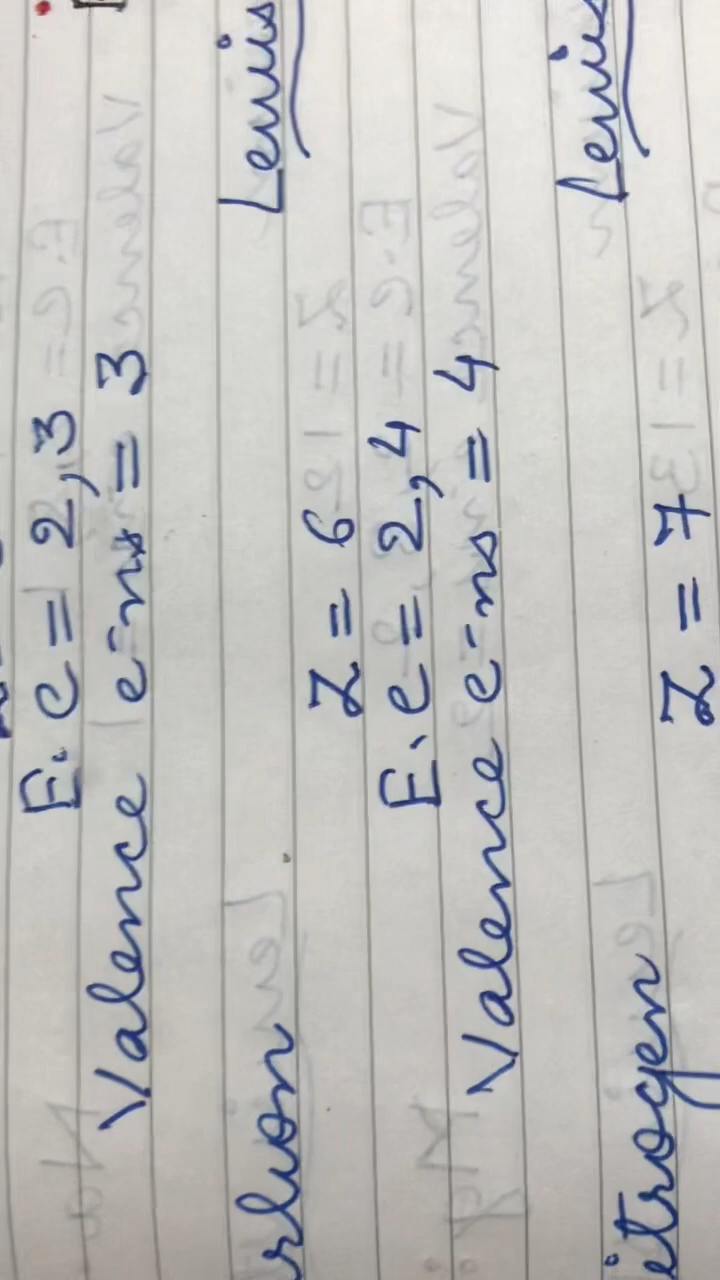 E.C = 2,3
Valence e⁻ns = 3
rbon Lewis
Z = 6
E.C = 2,4
Valence e⁻ns = 4
itrogen Lewis
Z = 7